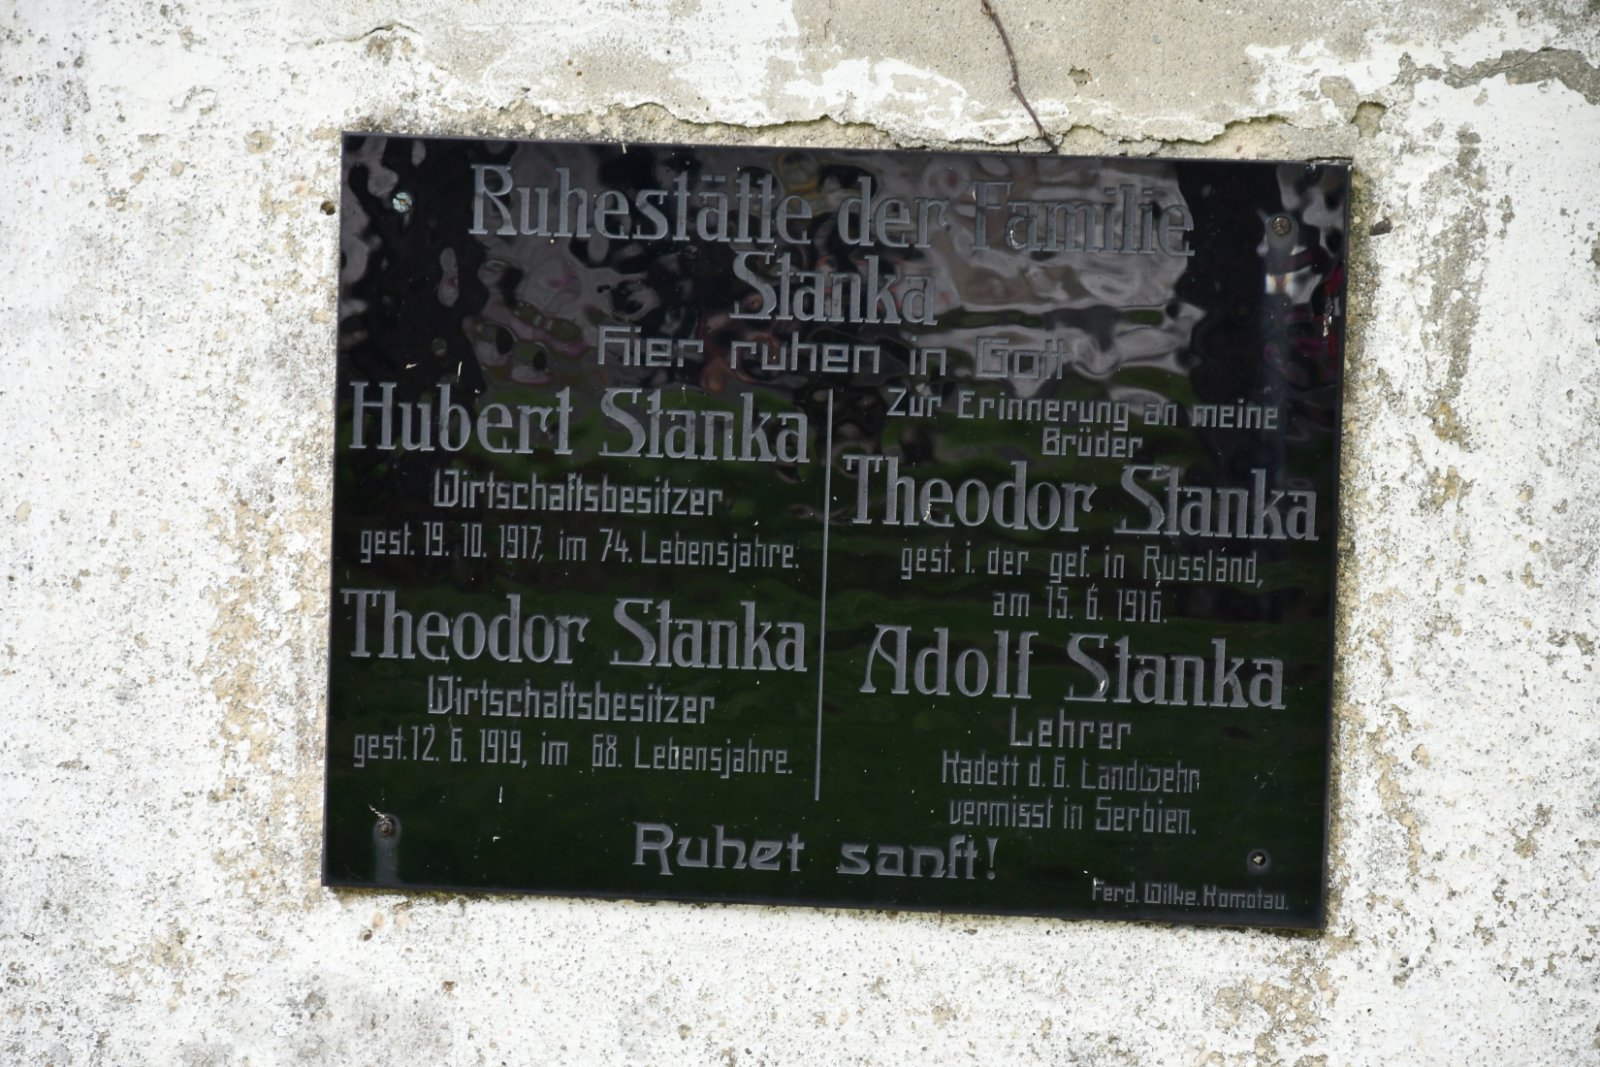 Ruhestätte der Familie
Stanka
Hier ruhen in Gott
Hubert Stanka
Wirtschaftsbesitzer
gest. 19. 10. 1917, im 74. Lebensjahre.
Theodor Stanka
Wirtschaftsbesitzer
gest. 12. 6. 1919, im 68. Lebensjahre.
Zur Erinnerung an meine
Brüder
Theodor Stanka
gest. i. der gef. in Russland,
am 15. 6. 1916.
Adolf Stanka
Lehrer
Kadett d. 6. Landwehr
vermisst in Serbien.
Ruhet sanft!
Ferd. Wilke. Komotau.